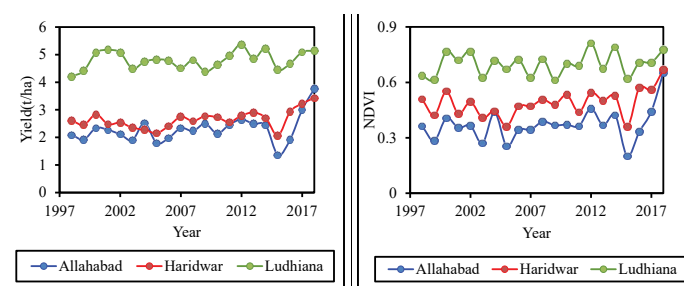 6
5
4
3
2
1
0
Yield(t/ha)
1997 2002 2007 2012 2017
Year
Allahabad Haridwar Ludhiana
0.9
0.6
0.3
0
NDVI
1997 2002 2007 2012 2017
Year
Allahabad Haridwar Ludhiana